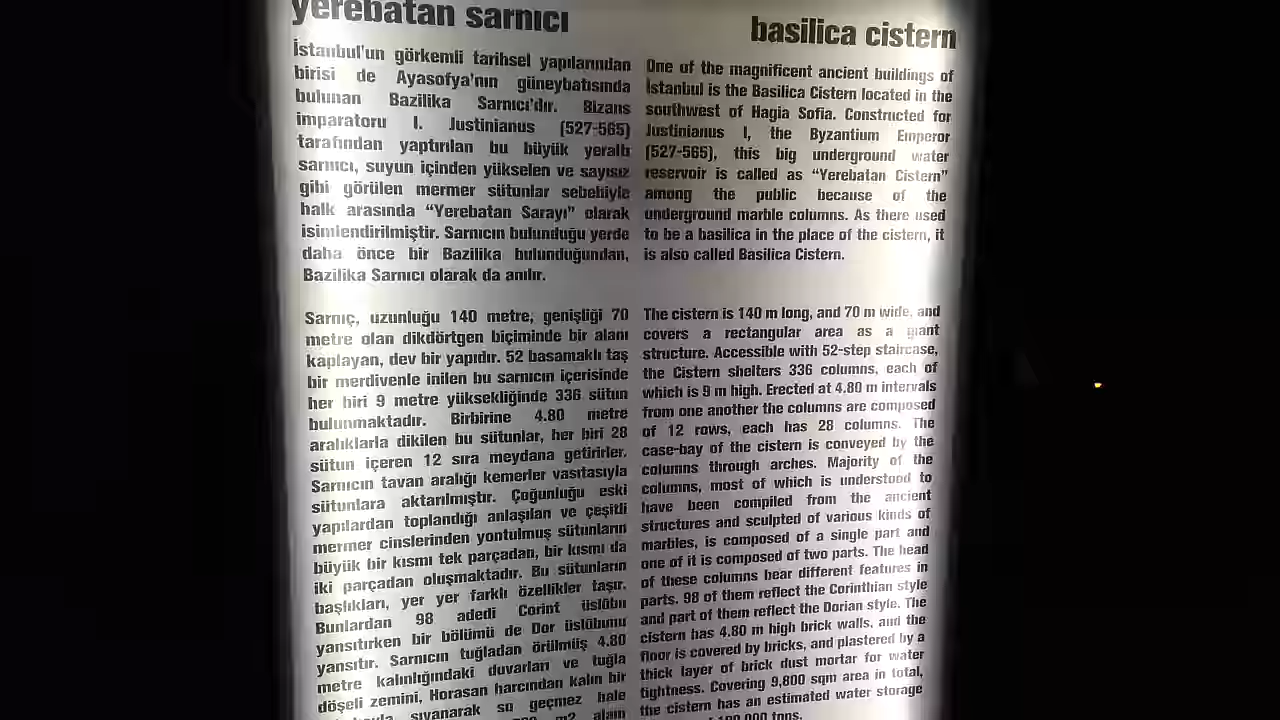 yerebatan sarnıcı
İstanbul'un görkemli tarihsel yapılarından
birisi de Ayasofya'nın güneybatısında
bulunan Bazilika Sarnıcı'dır. Bizans
imparatoru I. Justinianus (527-565)
tarafından yaptırılan bu büyük yeraltı
sarnıcı, suyun içinden yükselen ve sayısız
gibi görülen mermer sütunlar sebebiyle
halk arasında “Yerebatan Sarayı” olarak
isimlendirilmiştir. Sarnıcın bulunduğu yerde
daha önce bir Bazilika bulunduğundan,
Bazilika Sarnıcı olarak da anılır.
Sarnıç, uzunluğu 140 metre, genişliği 70
metre olan dikdörtgen biçiminde bir alanı
kaplayan, dev bir yapıdır. 52 basamaklı taş
bir merdivenle inilen bu sarnıcın içerisinde
her biri 9 metre yüksekliğinde 336 sütun
bulunmaktadır. Birbirine 4.80 metre
aralıklarla dikilen bu sütunlar, her biri 28
sütun içeren 12 sıra meydana getirirler.
Sarnıcın tavan aralığı kemerler vasıtasıyla
sütunlara aktarılmıştır. Çoğunluğu eski
yapılardan toplandığı anlaşılan ve çeşitli
mermer cinslerinden yontulmuş sütunların
büyük bir kısmı tek parçadan, bir kısmı da
iki parçadan oluşmaktadır. Bu sütunların
başlıkları, yer yer farklı özellikler taşır.
Bunlardan 98 adedi Corint üslûbu
yansıtırken bir bölümü de Dor üslûbunu
yansıtır. Sarnıcın tuğladan örülmüş 4.80
metre kalınlığındaki duvarları ve tuğla
döşeli zemini, Horasan harcından kalın bir
sıvanarak su geçmez hale
m2 alanı
basilica cistern
One of the magnificent ancient buildings of
İstanbul is the Basilica Cistern located in the
southwest of Hagia Sofia. Constructed for
Justinianus I, the Byzantium Emperor
(527-565), this big underground water
reservoir is called as “Yerebatan Cistern”
among the public because of the
underground marble columns. As there used
to be a basilica in the place of the cistern, it
is also called Basilica Cistern.
The cistern is 140 m long, and 70 m wide, and
covers a rectangular area as a giant
structure. Accessible with 52-step staircase,
the Cistern shelters 336 columns, each of
which is 9 m high. Erected at 4.80 m intervals
from one another the columns are composed
of 12 rows, each has 28 columns. The
case-bay of the cistern is conveyed by the
columns through arches. Majority of the
columns, most of which is understood to
have been compiled from the ancient
structures and sculpted of various kinds of
marbles, is composed of a single part and
one of it is composed of two parts. The head
of these columns bear different features in
parts. 98 of them reflect the Corinthian style
and part of them reflect the Dorian style. The
cistern has 4.80 m high brick walls, and the
floor is covered by bricks, and plastered by a
thick layer of brick dust mortar for water
tightness. Covering 9,800 sqm area in total,
the cistern has an estimated water storage
100,000 tons.